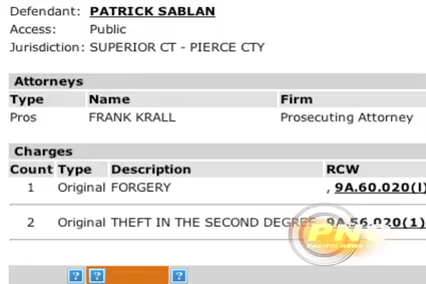 Defendant: PATRICK SABLAN
Access: Public
Jurisdiction: SUPERIOR CT - PIERCE CTY
Attorneys
Type Name Firm
Pros FRANK KRALL Prosecuting Attorney
Charges
Count Type Description RCW
1 Original FORGERY , 9A.60.020(I)
2 Original THEFT IN THE SECOND DEGREE 9A.56.020(1)
PNC
PACIFIC NEWS
? ? ?